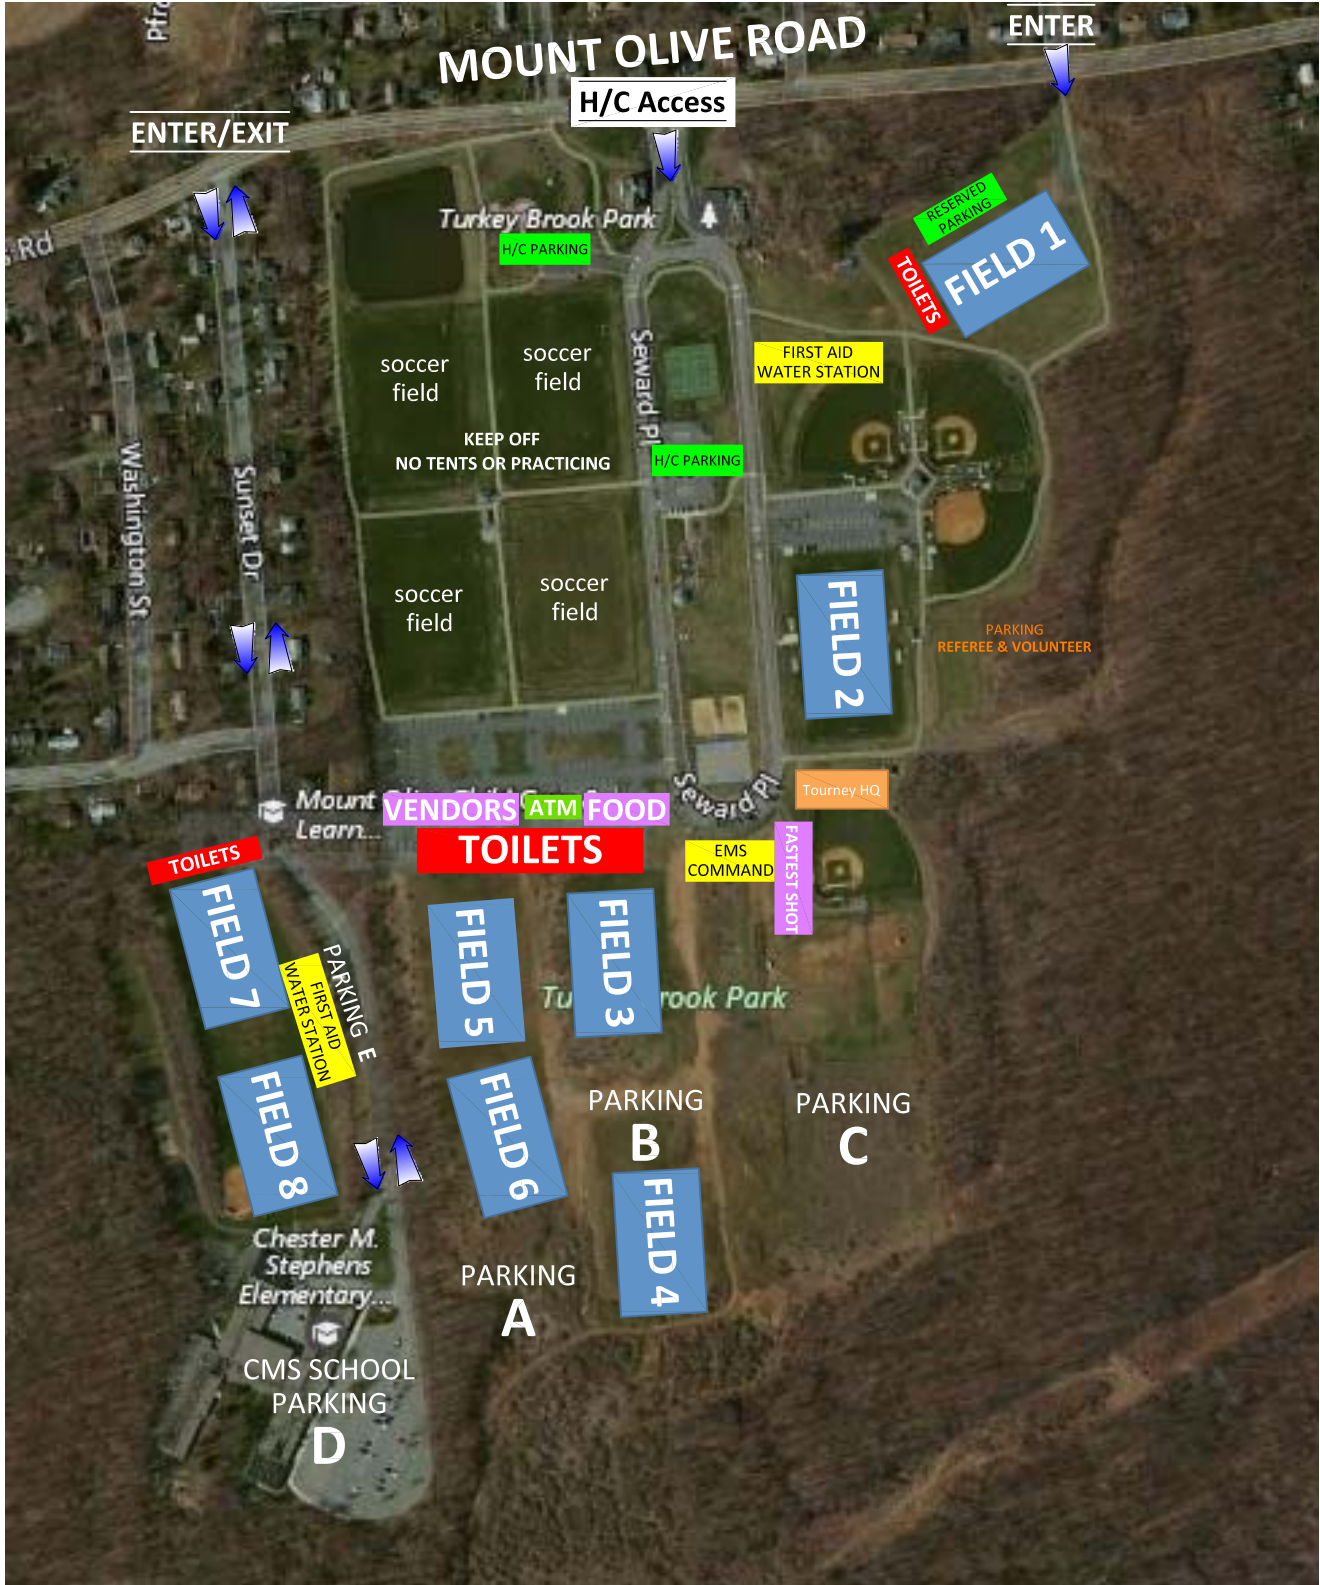 Pfra
ENTER
MOUNT OLIVE ROAD
H/C Access
ENTER/EXIT
s Rd
Turkey Brook Park
H/C PARKING
RESERVED
PARKING
FIELD 1
TOILETS
Seward Pl
soccer
field
soccer
field
FIRST AID
WATER STATION
KEEP OFF
NO TENTS OR PRACTICING
H/C PARKING
Washington St
Sunset Dr
soccer
field
soccer
field
FIELD 2
PARKING
REFEREE & VOLUNTEER
Seward Pl
Tourney HQ
Mount
Learn...
VENDORS
ATM
FOOD
TOILETS
EMS
COMMAND
FASTEST SHOT
TOILETS
FIELD 7
FIRST AID
WATER STATION
PARKING E
FIELD 5
FIELD 3
Tu
rook Park
FIELD 8
FIELD 6
PARKING
B
PARKING
C
FIELD 4
Chester M.
Stephens
Elementary...
PARKING
A
CMS SCHOOL
PARKING
D